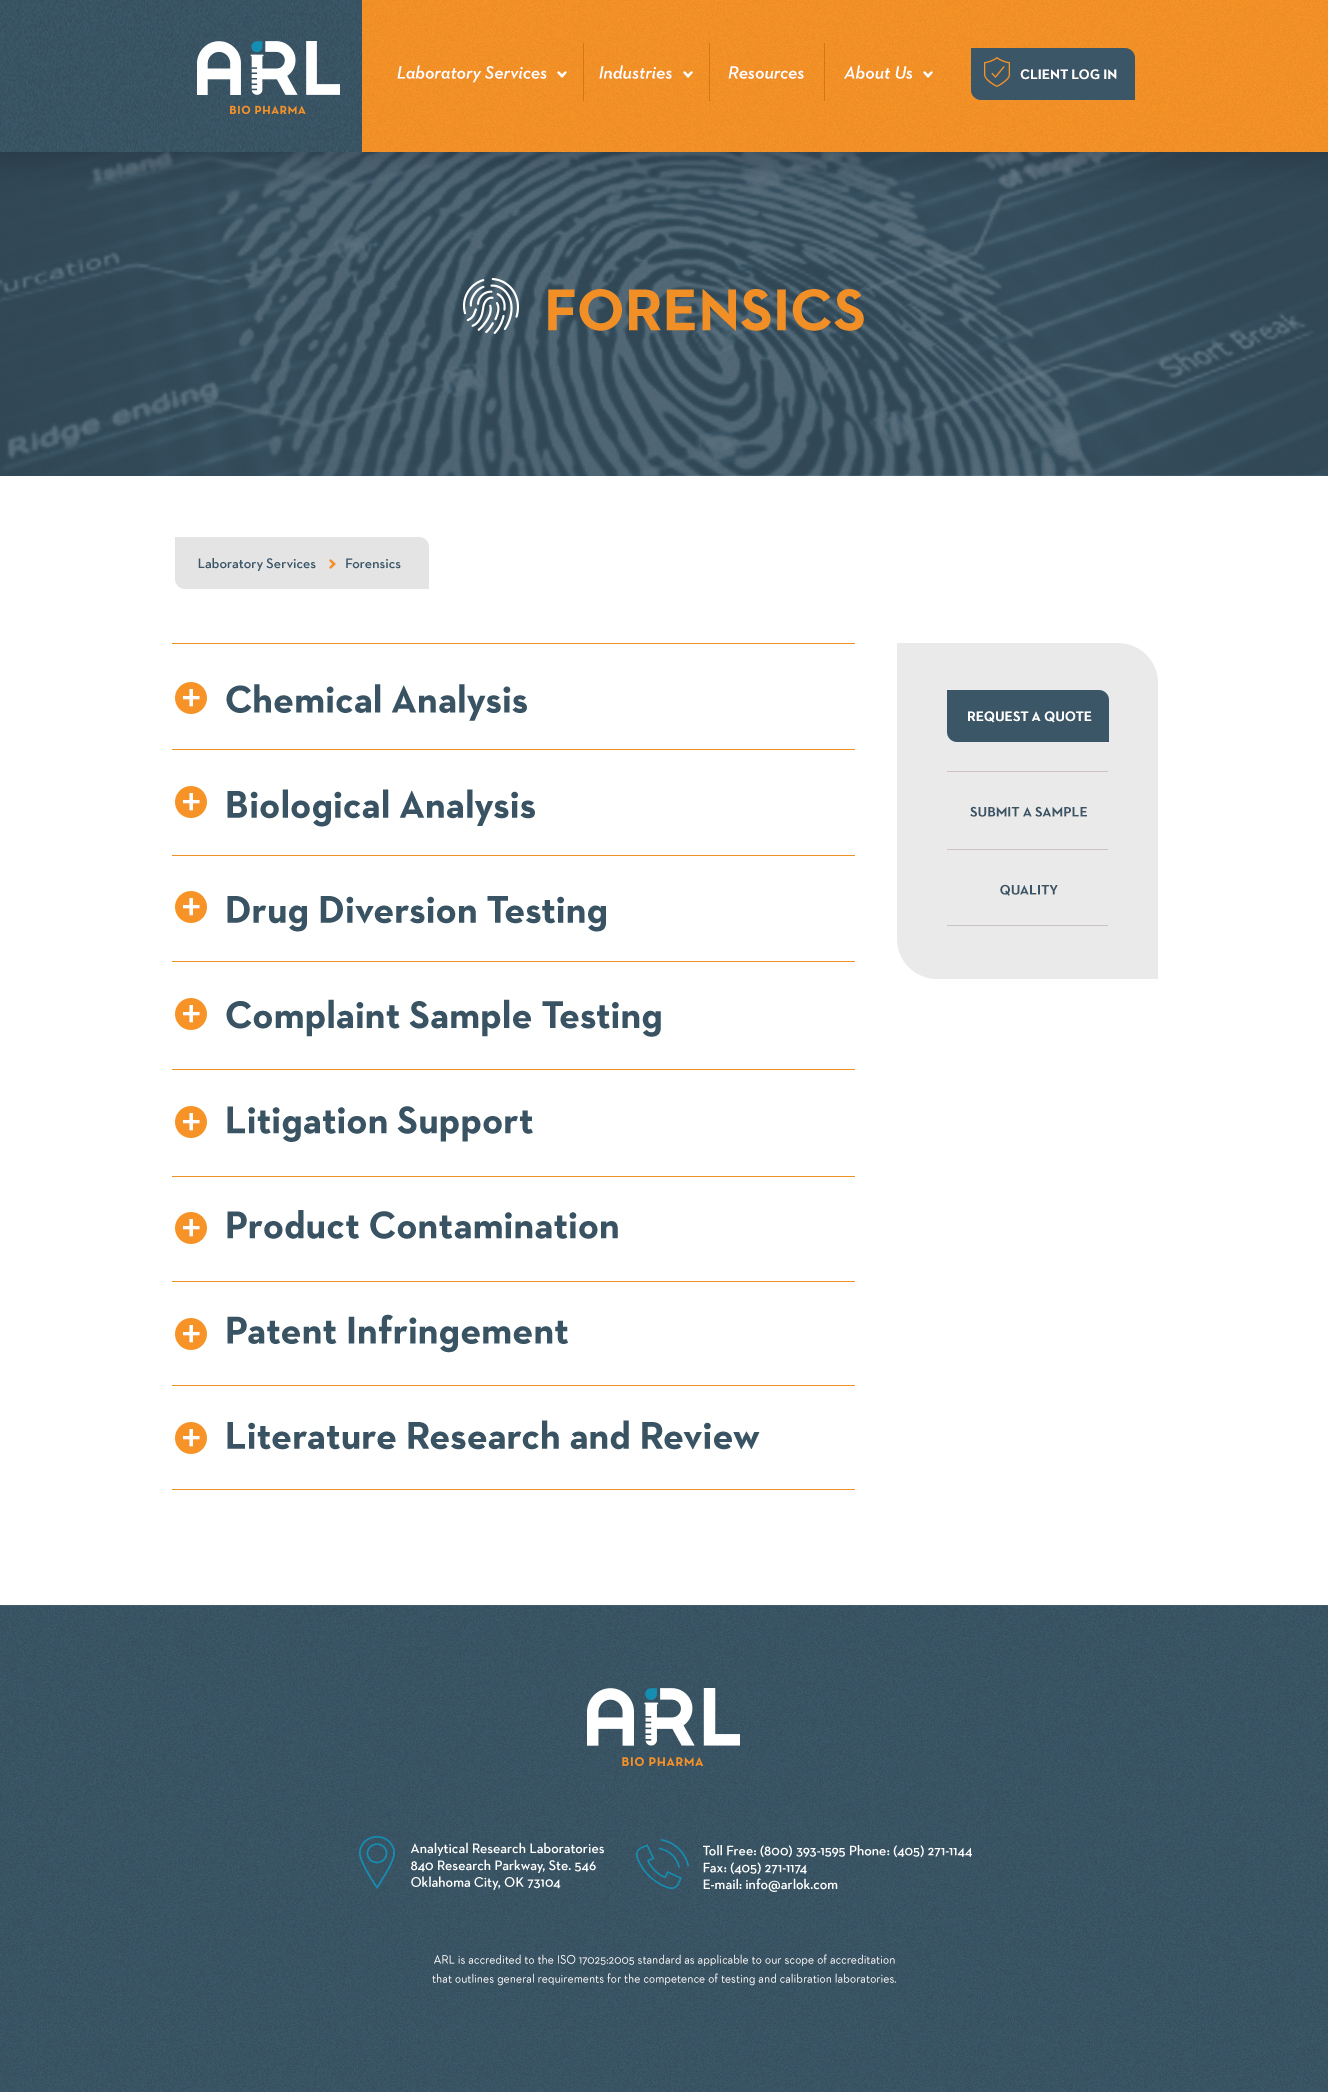 ARL
BIO PHARMA
Laboratory Services
Industries
Resources
About Us
CLIENT LOG IN
Island
Ridge ending
Short Break
FORENSICS
Laboratory Services
Forensics
Chemical Analysis
Biological Analysis
Drug Diversion Testing
Complaint Sample Testing
Litigation Support
Product Contamination
Patent Infringement
Literature Research and Review
REQUEST A QUOTE
SUBMIT A SAMPLE
QUALITY
ARL
BIO PHARMA
Analytical Research Laboratories
840 Research Parkway, Ste. 546
Oklahoma City, OK 73104
Toll Free: (800) 393-1595 Phone: (405) 271-1144
Fax: (405) 271-1174
E-mail: info@arlok.com
ARL is accredited to the ISO 17025:2005 standard as applicable to our scope of accreditation
that outlines general requirements for the competence of testing and calibration laboratories.